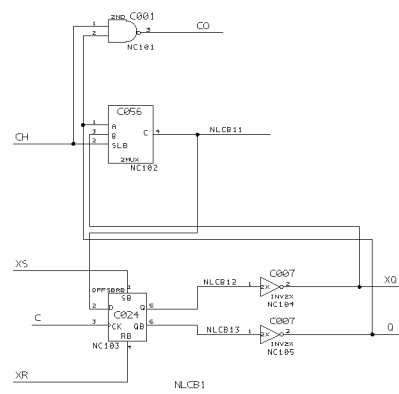 2ND C001
1
2
3
CO
NC101
C056
1 A
3 B
2 SLB
C 4
NLCB11
CH
2MUX
NC102
XS
C007
NLCB12 1 2X 2
XQ
INV2X
NC104
DFFSBRB 1
SB
C024
2 D
Q 5
C
3 CK
QB 6
RB
NC103
4
C007
NLCB13 1 2X 2
Q
INV2X
NC105
XR
NLCB1